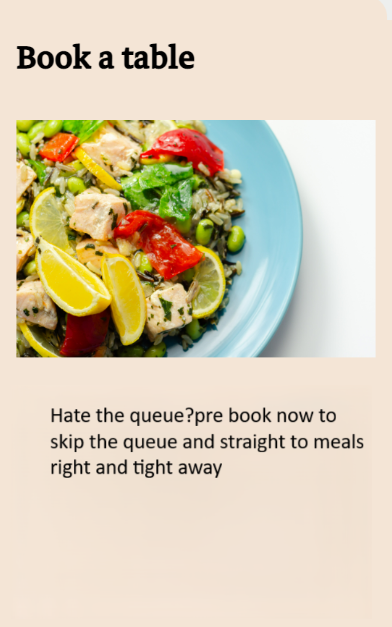 Book a table
Hate the queue?pre book now to
skip the queue and straight to meals
right and tight away